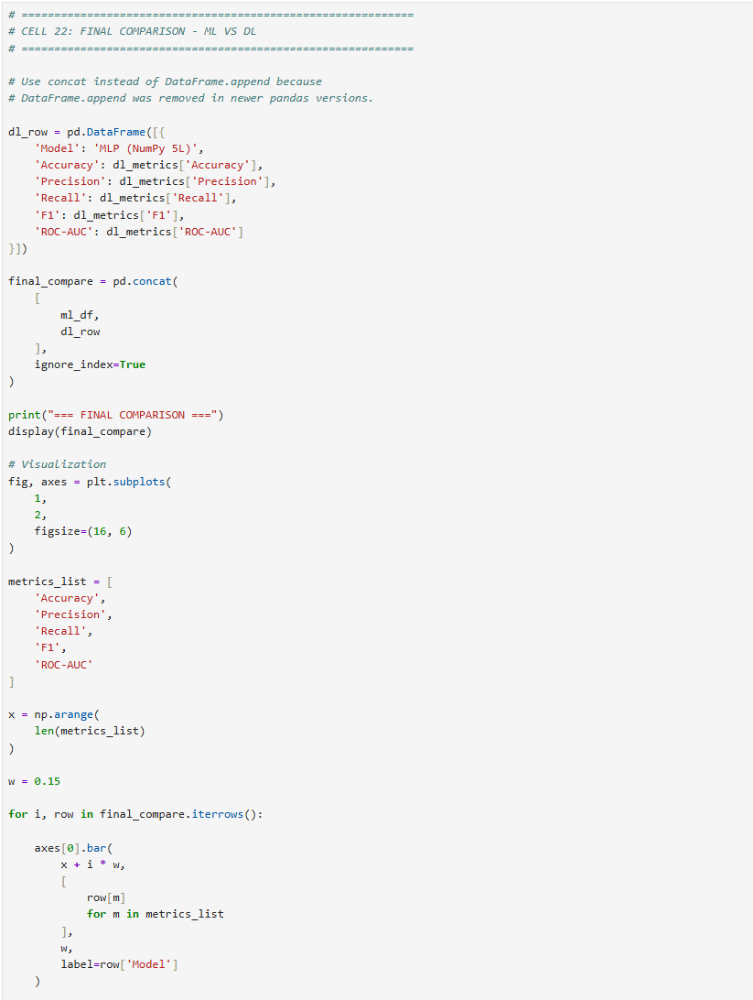 # ============================================================
# CELL 22: FINAL COMPARISON - ML VS DL
# ============================================================
# Use concat instead of DataFrame.append because
# DataFrame.append was removed in newer pandas versions.
dl_row = pd.DataFrame([{
    'Model': 'MLP (NumPy 5L)',
    'Accuracy': dl_metrics['Accuracy'],
    'Precision': dl_metrics['Precision'],
    'Recall': dl_metrics['Recall'],
    'F1': dl_metrics['F1'],
    'ROC-AUC': dl_metrics['ROC-AUC']
}])
final_compare = pd.concat(
    [
        ml_df,
        dl_row
    ],
    ignore_index=True
)
print("=== FINAL COMPARISON ===")
display(final_compare)
# Visualization
fig, axes = plt.subplots(
    1,
    2,
    figsize=(16, 6)
)
metrics_list = [
    'Accuracy',
    'Precision',
    'Recall',
    'F1',
    'ROC-AUC'
]
x = np.arange(
    len(metrics_list)
)
w = 0.15
for i, row in final_compare.iterrows():
    axes[0].bar(
        x + i * w,
        [
            row[m]
            for m in metrics_list
        ],
        w,
        label=row['Model']
    )